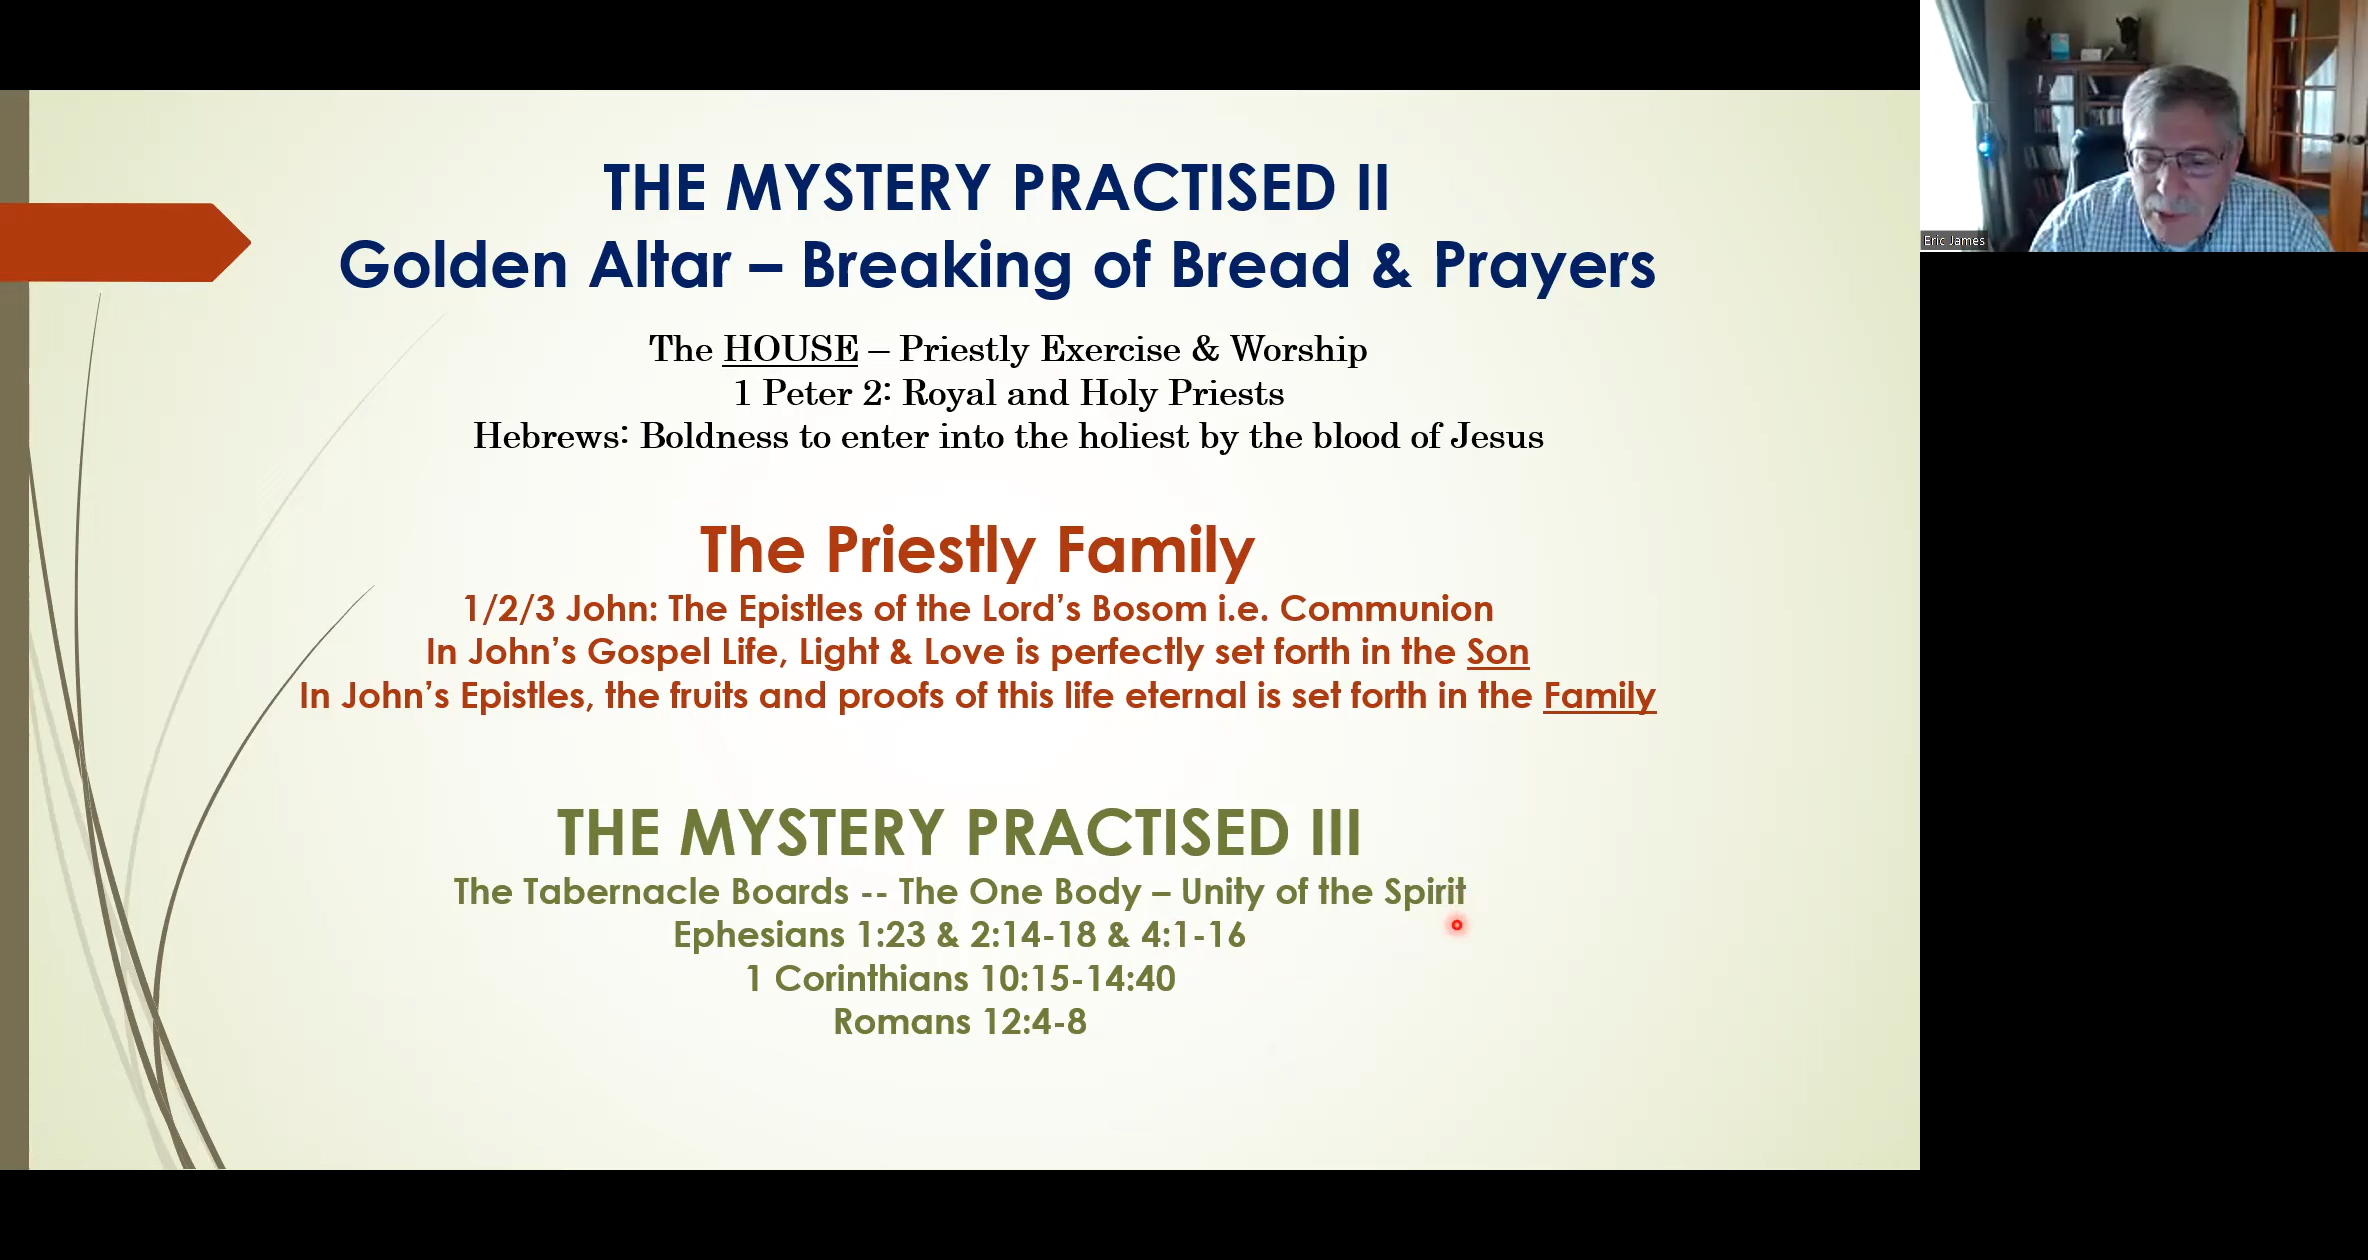 THE MYSTERY PRACTISED II
Golden Altar – Breaking of Bread & Prayers
The HOUSE – Priestly Exercise & Worship
1 Peter 2: Royal and Holy Priests
Hebrews: Boldness to enter into the holiest by the blood of Jesus
The Priestly Family
1/2/3 John: The Epistles of the Lord’s Bosom i.e. Communion
In John’s Gospel Life, Light & Love is perfectly set forth in the Son
In John’s Epistles, the fruits and proofs of this life eternal is set forth in the Family
THE MYSTERY PRACTISED III
The Tabernacle Boards -- The One Body – Unity of the Spirit
Ephesians 1:23 & 2:14-18 & 4:1-16
1 Corinthians 10:15-14:40
Romans 12:4-8
Eric James